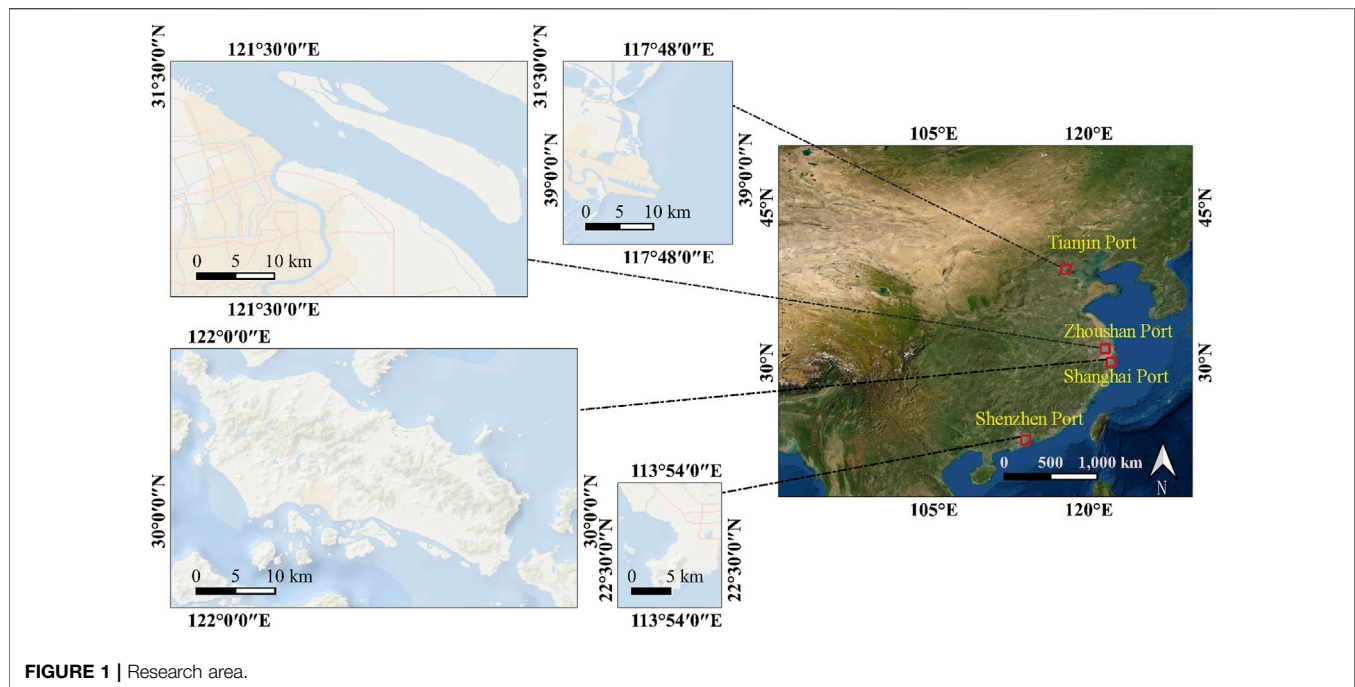 121°30′0″E
31°30′0″N
31°30′0″N
0 5 10 km
121°30′0″E
117°48′0″E
39°0′0″N
39°0′0″N
0 5 10 km
117°48′0″E
122°0′0″E
30°0′0″N
30°0′0″N
0 5 10 km
122°0′0″E
113°54′0″E
22°30′0″N
22°30′0″N
0 5 km
113°54′0″E
105°E 120°E
45°N
45°N
Tianjin Port
Zhoushan Port
30°N
30°N
Shanghai Port
Shenzhen Port
0 500 1,000 km
N
105°E 120°E
FIGURE 1 | Research area.